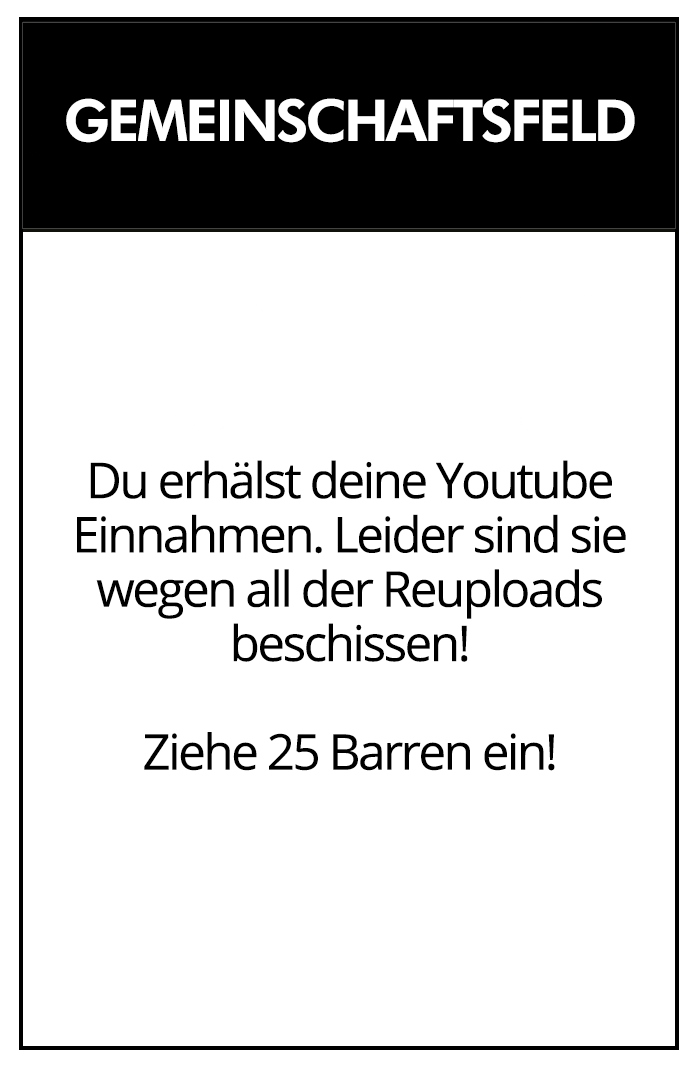 GEMEINSCHAFTSFELD
Du erhälst deine Youtube
Einnahmen. Leider sind sie
wegen all der Reuploads
beschissen!
Ziehe 25 Barren ein!